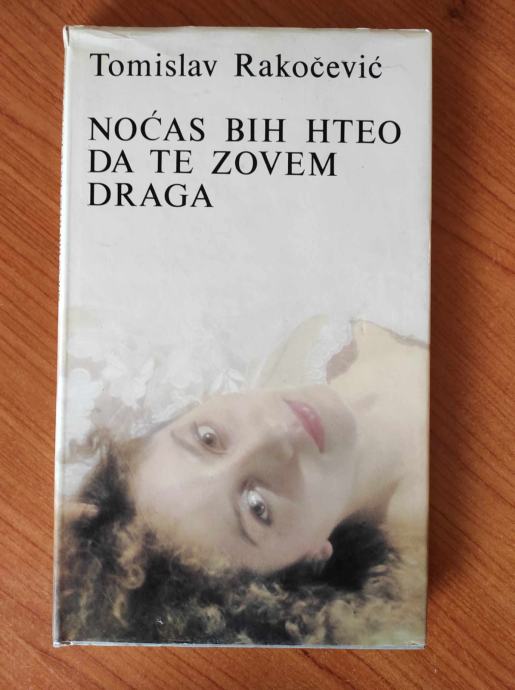 Tomislav Rakočević
NOĆAS BIH HTEO
DA TE ZOVEM
DRAGA